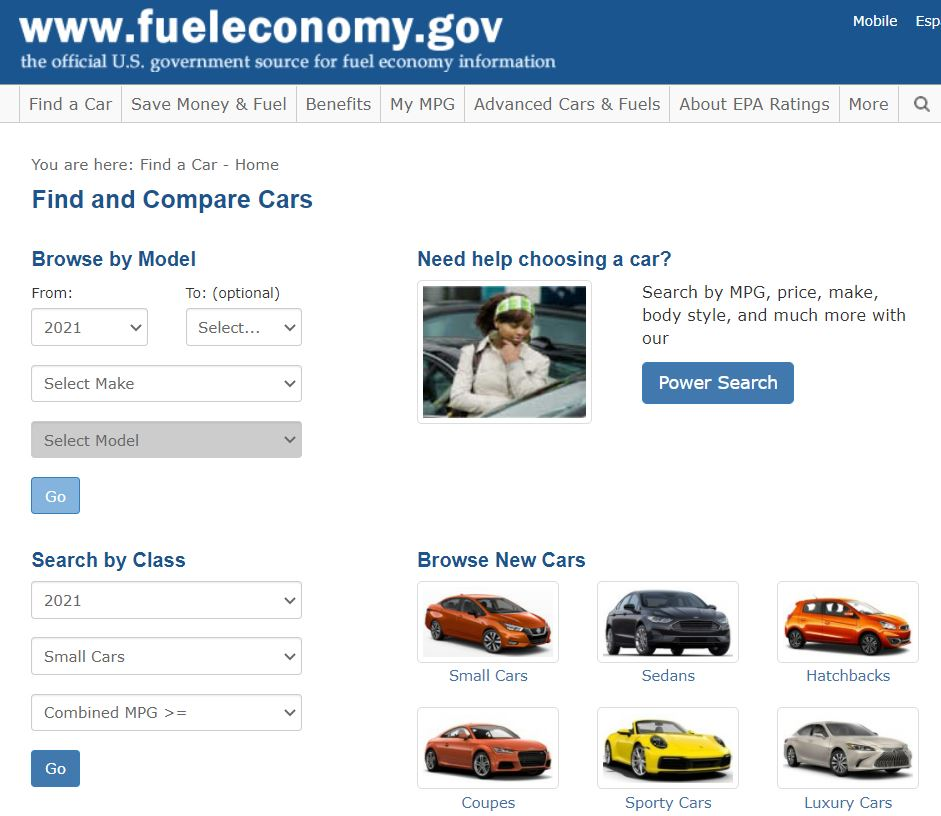 www.fueleconomy.gov
the official U.S. government source for fuel economy information
Mobile Esp
Find a Car Save Money & Fuel Benefits My MPG Advanced Cars & Fuels About EPA Ratings More
You are here: Find a Car - Home
Find and Compare Cars
Browse by Model
From: To: (optional)
2021 Select...
Select Make
Select Model
Go
Need help choosing a car?
Search by MPG, price, make,
body style, and much more with
our
Power Search
Search by Class
2021
Small Cars
Combined MPG >=
Go
Browse New Cars
Small Cars Sedans Hatchbacks
Coupes Sporty Cars Luxury Cars